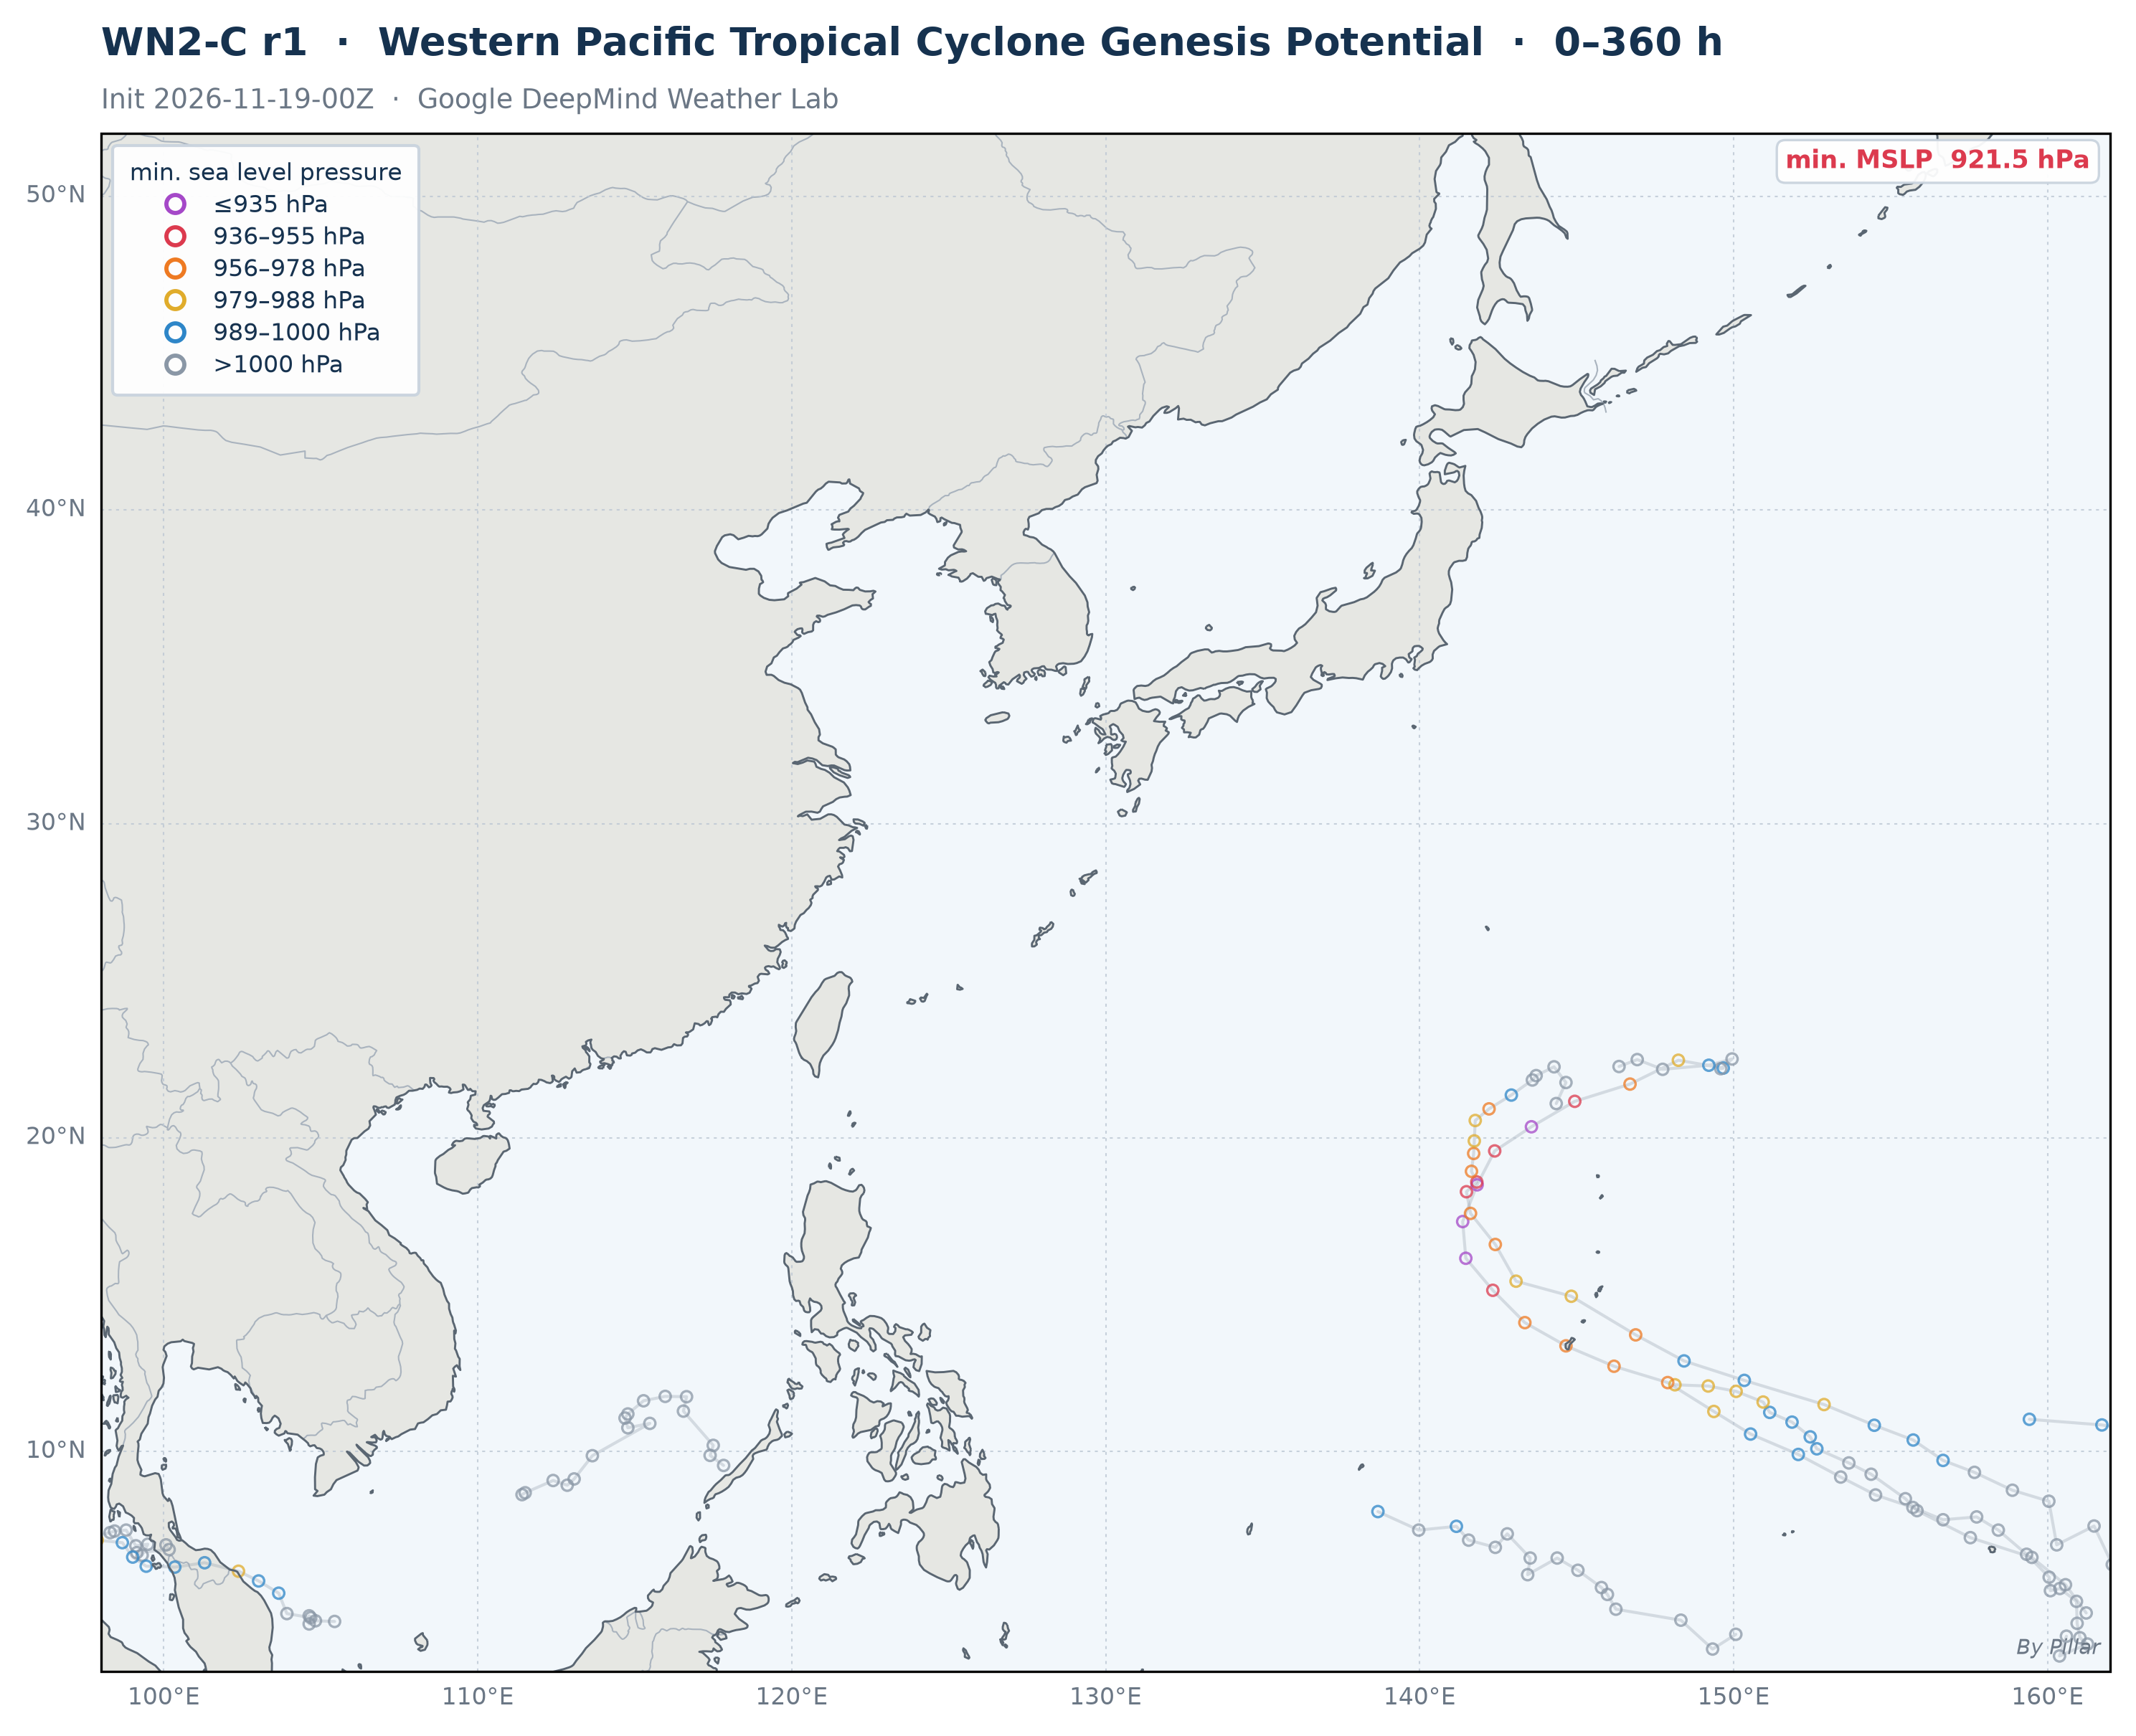 WN2-C r1 · Western Pacific Tropical Cyclone Genesis Potential · 0–360 h
Init 2026-11-19-00Z · Google DeepMind Weather Lab
min. sea level pressure
≤935 hPa
936–955 hPa
956–978 hPa
979–988 hPa
989–1000 hPa
>1000 hPa
min. MSLP 921.5 hPa
50°N
40°N
30°N
20°N
10°N
By Pillar
100°E 110°E 120°E 130°E 140°E 150°E 160°E